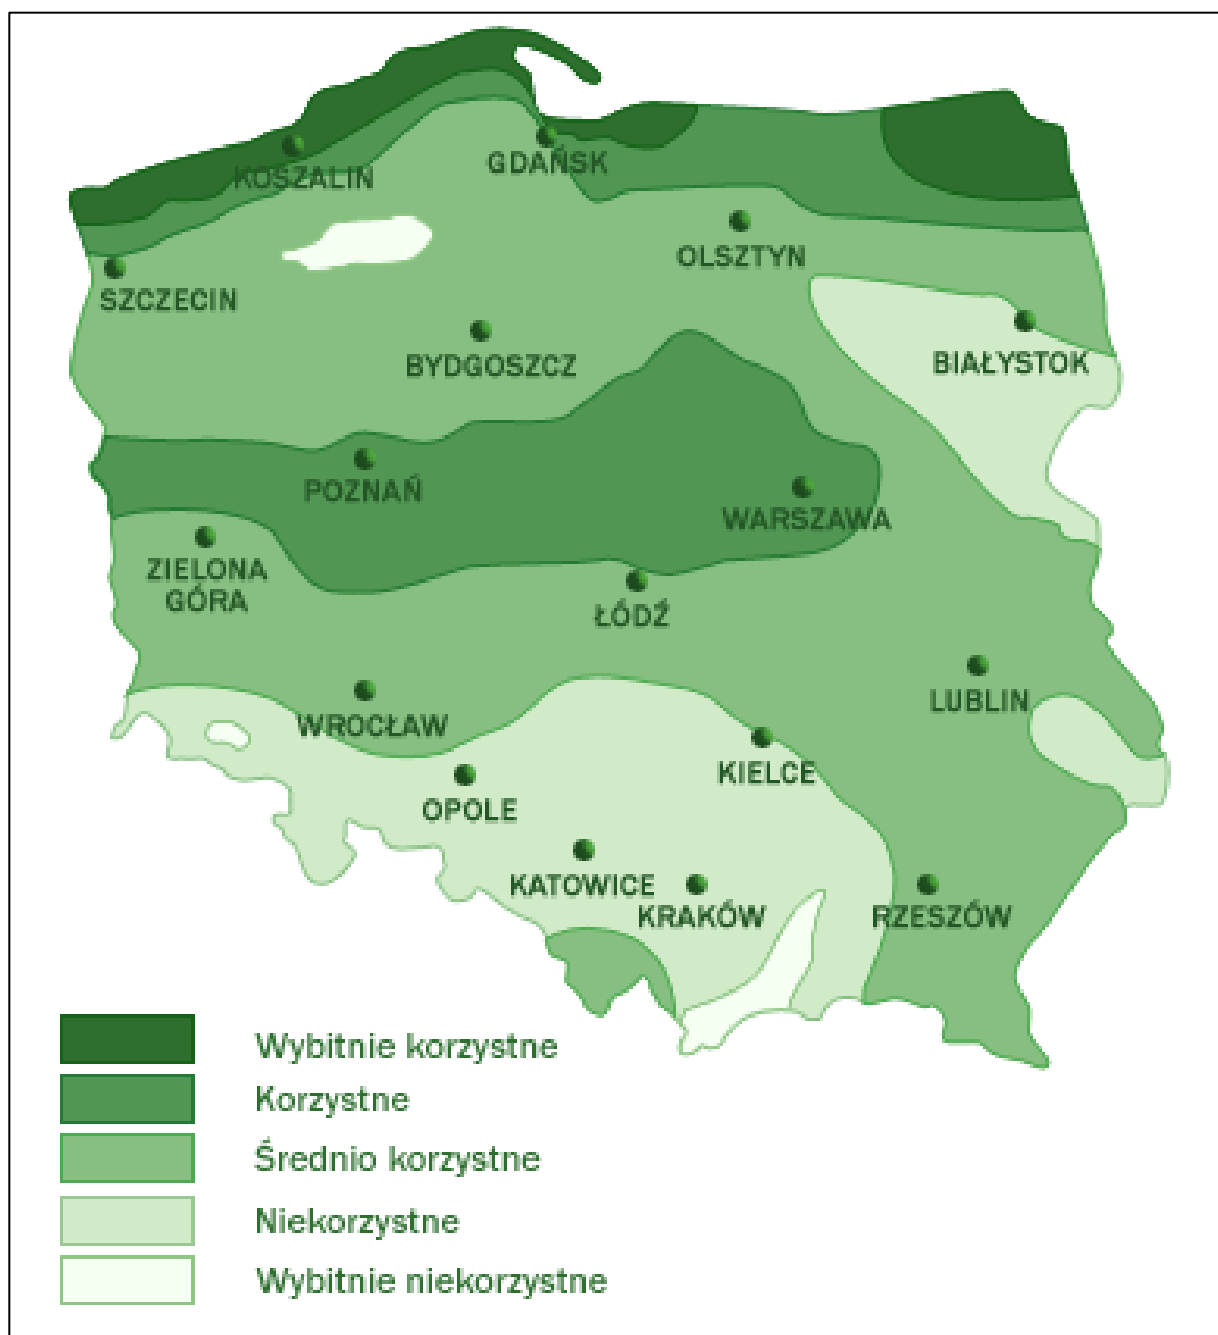 KOSZALIN
GDAŃSK
OLSZTYN
SZCZECIN
BYDGOSZCZ
BIAŁYSTOK
POZNAŃ
WARSZAWA
ZIELONA
GÓRA
ŁÓDŹ
LUBLIN
WROCŁAW
KIELCE
OPOLE
KATOWICE
KRAKÓW
RZESZÓW
Wybitnie korzystne
Korzystne
Średnio korzystne
Niekorzystne
Wybitnie niekorzystne